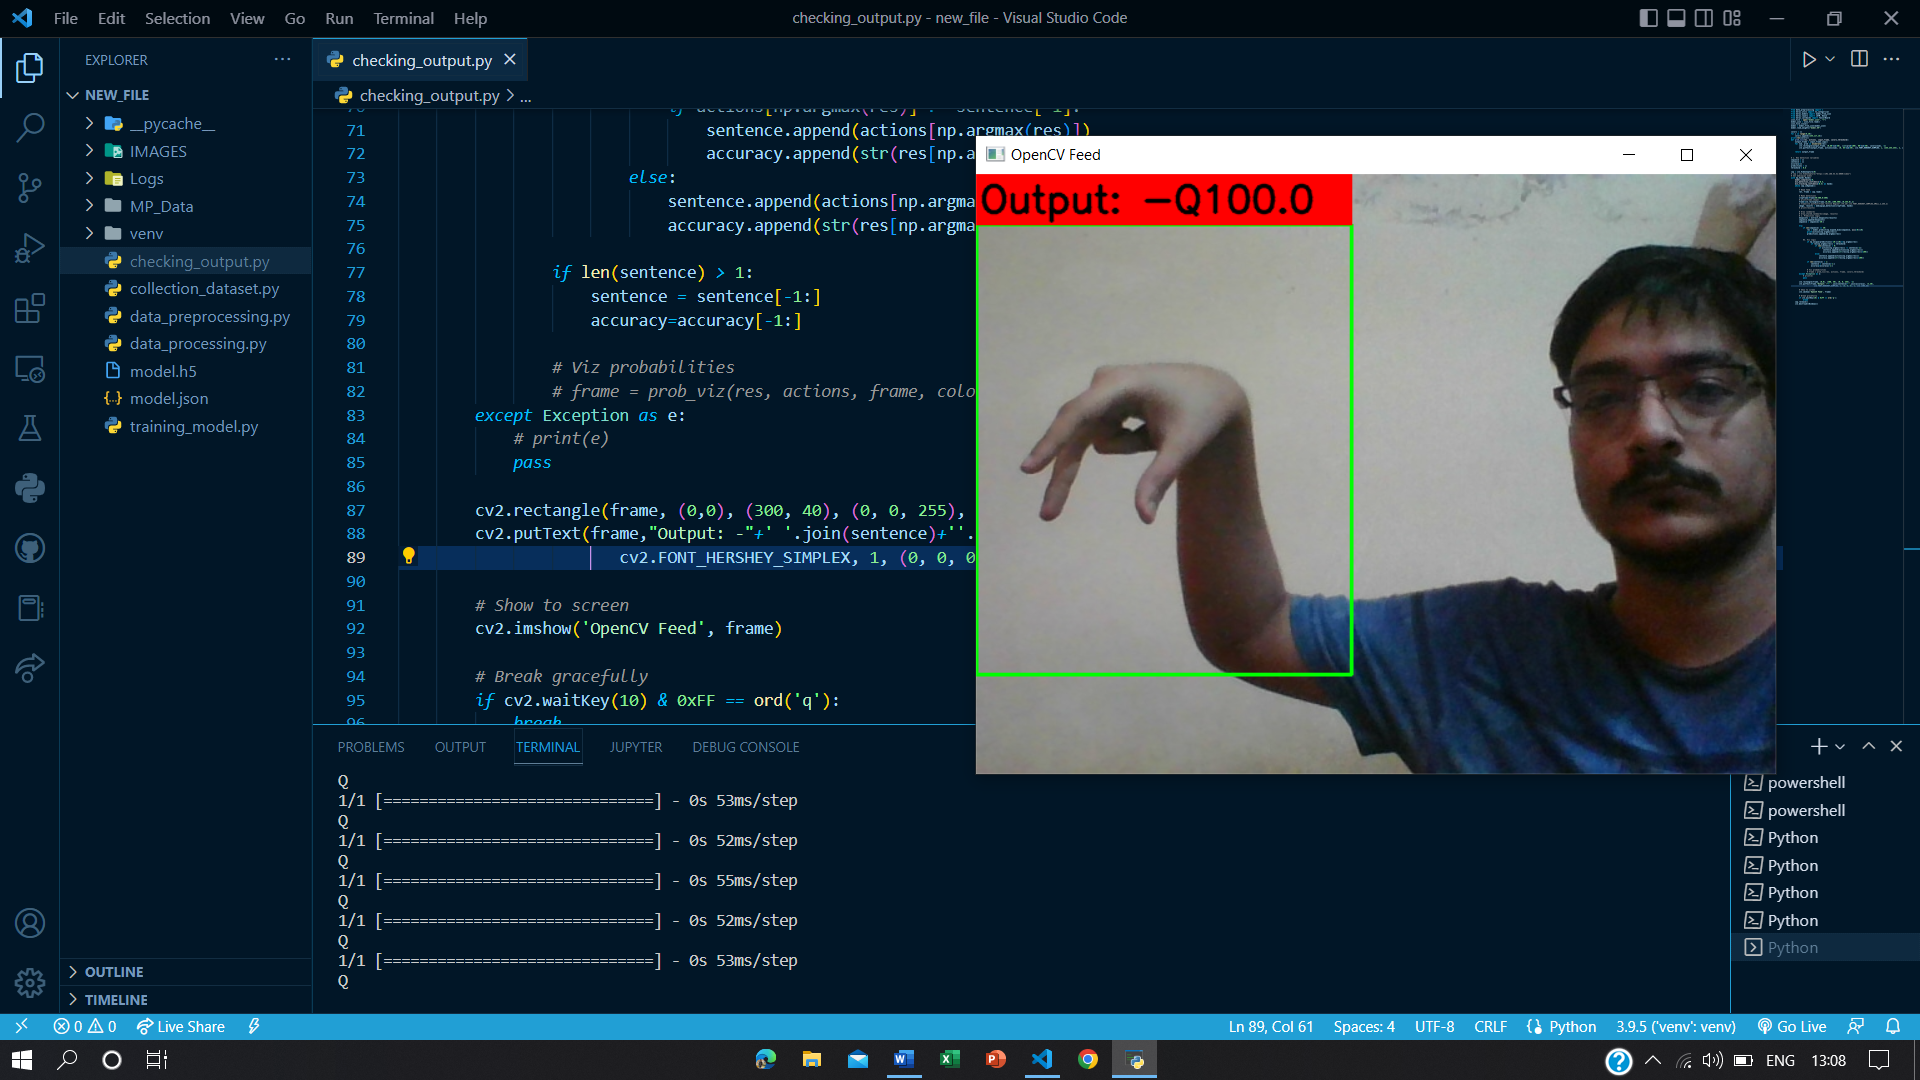 File Edit Selection View Go Run Terminal Help
checking_output.py - new_file - Visual Studio Code
EXPLORER
NEW_FILE
__pycache__
IMAGES
Logs
MP_Data
venv
checking_output.py
collection_dataset.py
data_preprocessing.py
data_processing.py
model.h5
model.json
training_model.py
OUTLINE
TIMELINE
checking_output.py
checking_output.py > ...
71 sentence.append(actions[np.argmax(res)])
72 accuracy.append(str(res[np.a
73 else:
74 sentence.append(actions[np.argma
75 accuracy.append(str(res[np.argma
76
77 if len(sentence) > 1:
78 sentence = sentence[-1:]
79 accuracy=accuracy[-1:]
80
81 # Viz probabilities
82 # frame = prob_viz(res, actions, frame, colo
83 except Exception as e:
84 # print(e)
85 pass
86
87 cv2.rectangle(frame, (0,0), (300, 40), (0, 0, 255),
88 cv2.putText(frame,"Output: -"+' '.join(sentence)+''.
89 cv2.FONT_HERSHEY_SIMPLEX, 1, (0, 0, 0
90
91 # Show to screen
92 cv2.imshow('OpenCV Feed', frame)
93
94 # Break gracefully
95 if cv2.waitKey(10) & 0xFF == ord('q'):
96 break
OpenCV Feed
Output: -Q100.0
PROBLEMS OUTPUT TERMINAL JUPYTER DEBUG CONSOLE
Q
1/1 [==============================] - 0s 53ms/step
Q
1/1 [==============================] - 0s 52ms/step
Q
1/1 [==============================] - 0s 55ms/step
Q
1/1 [==============================] - 0s 52ms/step
Q
1/1 [==============================] - 0s 53ms/step
Q
powershell
powershell
Python
Python
Python
Python
Python
0 0 Live Share
Ln 89, Col 61 Spaces: 4 UTF-8 CRLF Python 3.9.5 ('venv': venv) Go Live
ENG 13:08